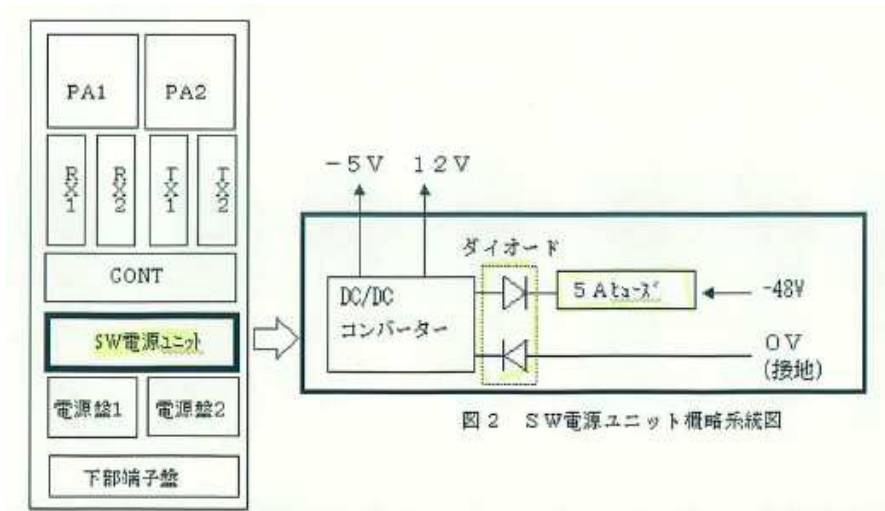 PA1 PA2
RX1 RX2 TX1 TX2
CONT
SW電源ユニット
電源盤1 電源盤2
下部端子盤
-5V 12V
ダイオード
DC/DC
コンバーター
5Aヒューズ
-48V
0V
(接地)
図2 SW電源ユニット概略系統図